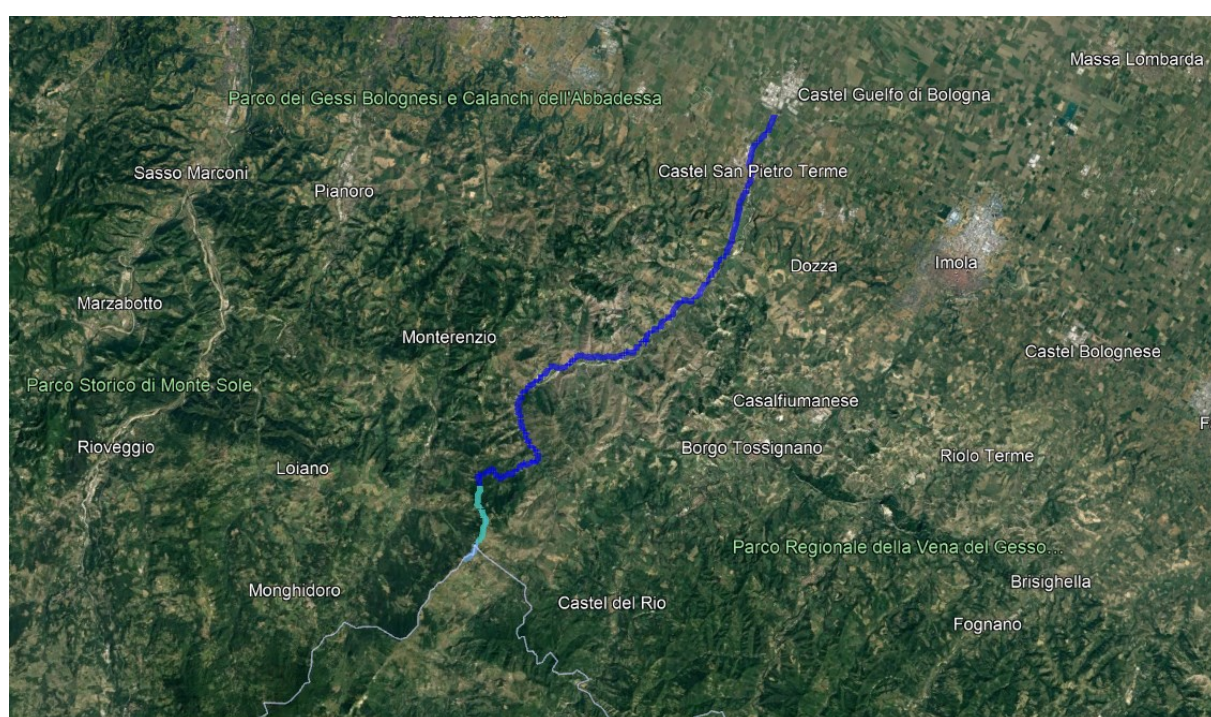 Massa Lombarda
Castel Guelfo di Bologna
Parco dei Gessi Bolognesi e Calanchi dell'Abbadessa
Sasso Marconi
Castel San Pietro Terme
Pianoro
Dozza
Imola
Marzabotto
Monterenzio
Castel Bolognese
Parco Storico di Monte Sole
Casalfiumanese
Rioveggio
Borgo Tossignano
Riolo Terme
Loiano
Parco Regionale della Vena del Gesso...
Brisighella
Monghidoro
Castel del Rio
Fognano